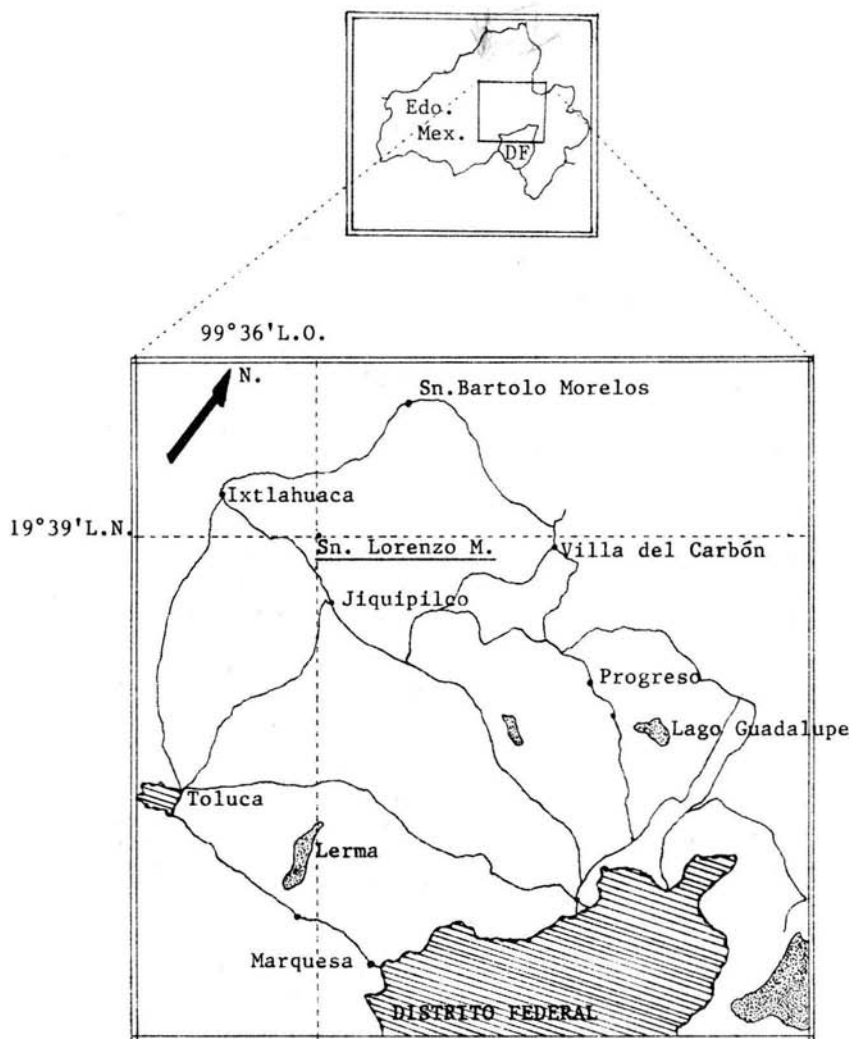 Edo.
Mex.
DF
99°36'L.O.
N.
Sn.Bartolo Morelos
Ixtlahuaca
19°39'L.N.
Sn. Lorenzo M.
Villa del Carbón
Jiquipilco
Progreso
Lago Guadalupe
Toluca
Lerma
Marquesa
DISTRITO FEDERAL